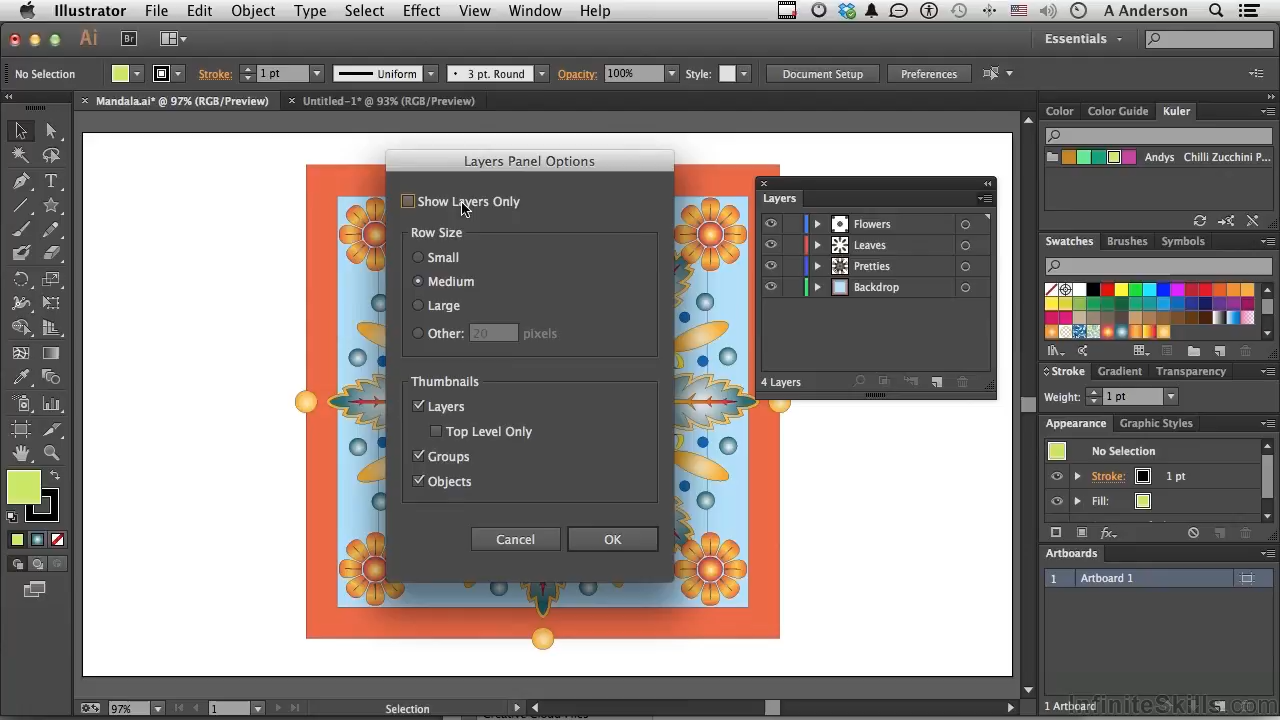 Illustrator File Edit Object Type Select Effect View Window Help A Anderson
Ai Br Essentials
No Selection Stroke: 1 pt Uniform 3 pt. Round Opacity: 100% Style: Document Setup Preferences
Mandala.ai* @ 97% (RGB/Preview) Untitled-1* @ 93% (RGB/Preview)
Layers Panel Options
Show Layers Only
Row Size
Small
Medium
Large
Other: 20 pixels
Thumbnails
Layers
Top Level Only
Groups
Objects
Cancel OK
Layers
Flowers
Leaves
Pretties
Backdrop
4 Layers
Color Color Guide Kuler
Andys Chilli Zucchini P...
Swatches Brushes Symbols
Stroke Gradient Transparency
Weight: 1 pt
Appearance Graphic Styles
No Selection
Stroke: 1 pt
Fill:
Artboards
1 Artboard 1
1 Artboard
InfiniteSkills.com
97% 1 Selection